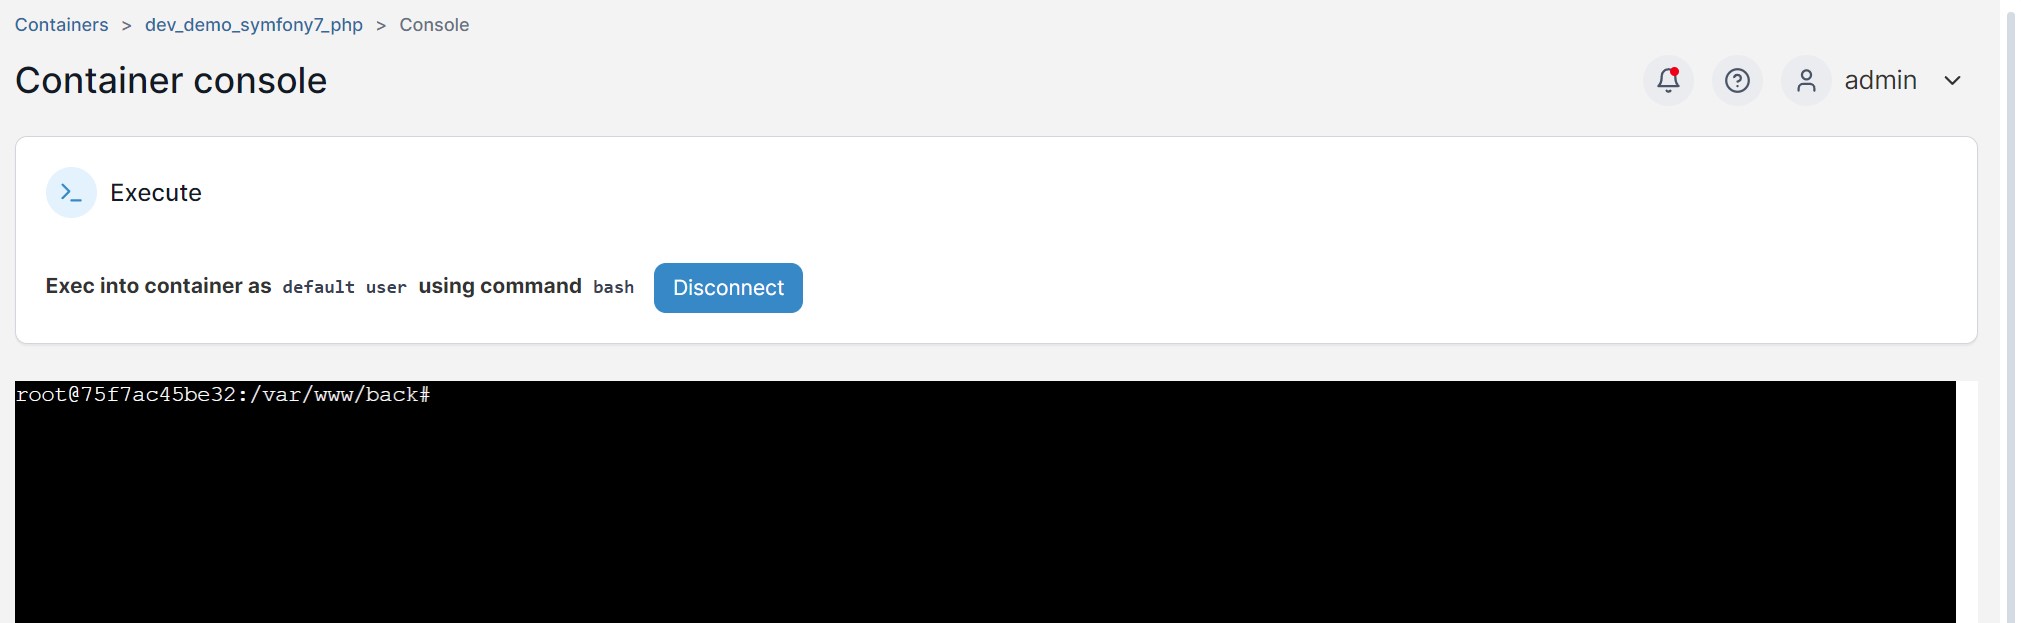 Containers > dev_demo_symfony7_php > Console
Container console
admin
Execute
Exec into container as default user using command bash Disconnect
root@75f7ac45be32:/var/www/back#